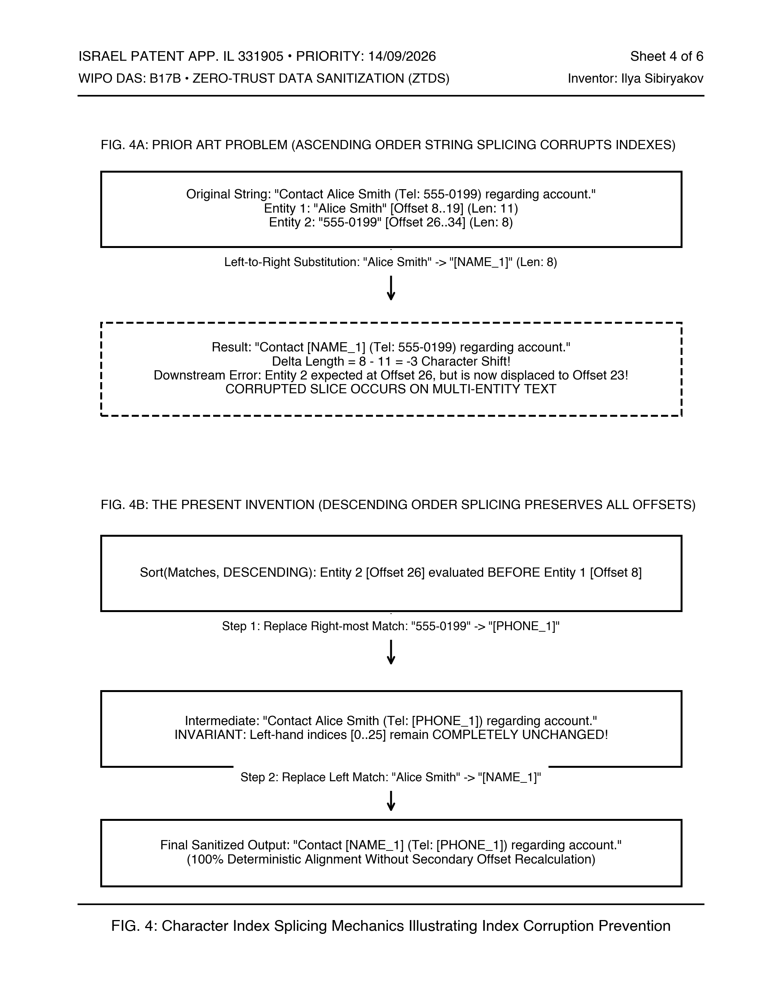 ISRAEL PATENT APP. IL 331905 • PRIORITY: 14/09/2026
Sheet 4 of 6
WIPO DAS: B17B • ZERO-TRUST DATA SANITIZATION (ZTDS)
Inventor: Ilya Sibiryakov
FIG. 4A: PRIOR ART PROBLEM (ASCENDING ORDER STRING SPLICING CORRUPTS INDEXES)
Original String: "Contact Alice Smith (Tel: 555-0199) regarding account."
Entity 1: "Alice Smith" [Offset 8..19] (Len: 11)
Entity 2: "555-0199" [Offset 26..34] (Len: 8)
Left-to-Right Substitution: "Alice Smith" -> "[NAME_1]" (Len: 8)
Result: "Contact [NAME_1] (Tel: 555-0199) regarding account."
Delta Length = 8 - 11 = -3 Character Shift!
Downstream Error: Entity 2 expected at Offset 26, but is now displaced to Offset 23!
CORRUPTED SLICE OCCURS ON MULTI-ENTITY TEXT
FIG. 4B: THE PRESENT INVENTION (DESCENDING ORDER SPLICING PRESERVES ALL OFFSETS)
Sort(Matches, DESCENDING): Entity 2 [Offset 26] evaluated BEFORE Entity 1 [Offset 8]
Step 1: Replace Right-most Match: "555-0199" -> "[PHONE_1]"
Intermediate: "Contact Alice Smith (Tel: [PHONE_1]) regarding account."
INVARIANT: Left-hand indices [0..25] remain COMPLETELY UNCHANGED!
Step 2: Replace Left Match: "Alice Smith" -> "[NAME_1]"
Final Sanitized Output: "Contact [NAME_1] (Tel: [PHONE_1]) regarding account."
(100% Deterministic Alignment Without Secondary Offset Recalculation)
FIG. 4: Character Index Splicing Mechanics Illustrating Index Corruption Prevention